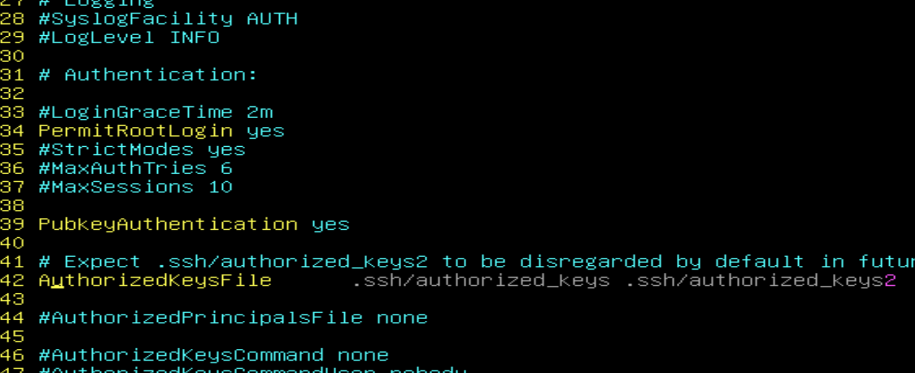 27 # Logging
28 #SyslogFacility AUTH
29 #LogLevel INFO
30
31 # Authentication:
32
33 #LoginGraceTime 2m
34 PermitRootLogin yes
35 #StrictModes yes
36 #MaxAuthTries 6
37 #MaxSessions 10
38
39 PubkeyAuthentication yes
40
41 # Expect .ssh/authorized_keys2 to be disregarded by default in futur
42 AuthorizedKeysFile .ssh/authorized_keys .ssh/authorized_keys2
43
44 #AuthorizedPrincipalsFile none
45
46 #AuthorizedKeysCommand none
47 #AuthorizedKeysCommandUser nobody